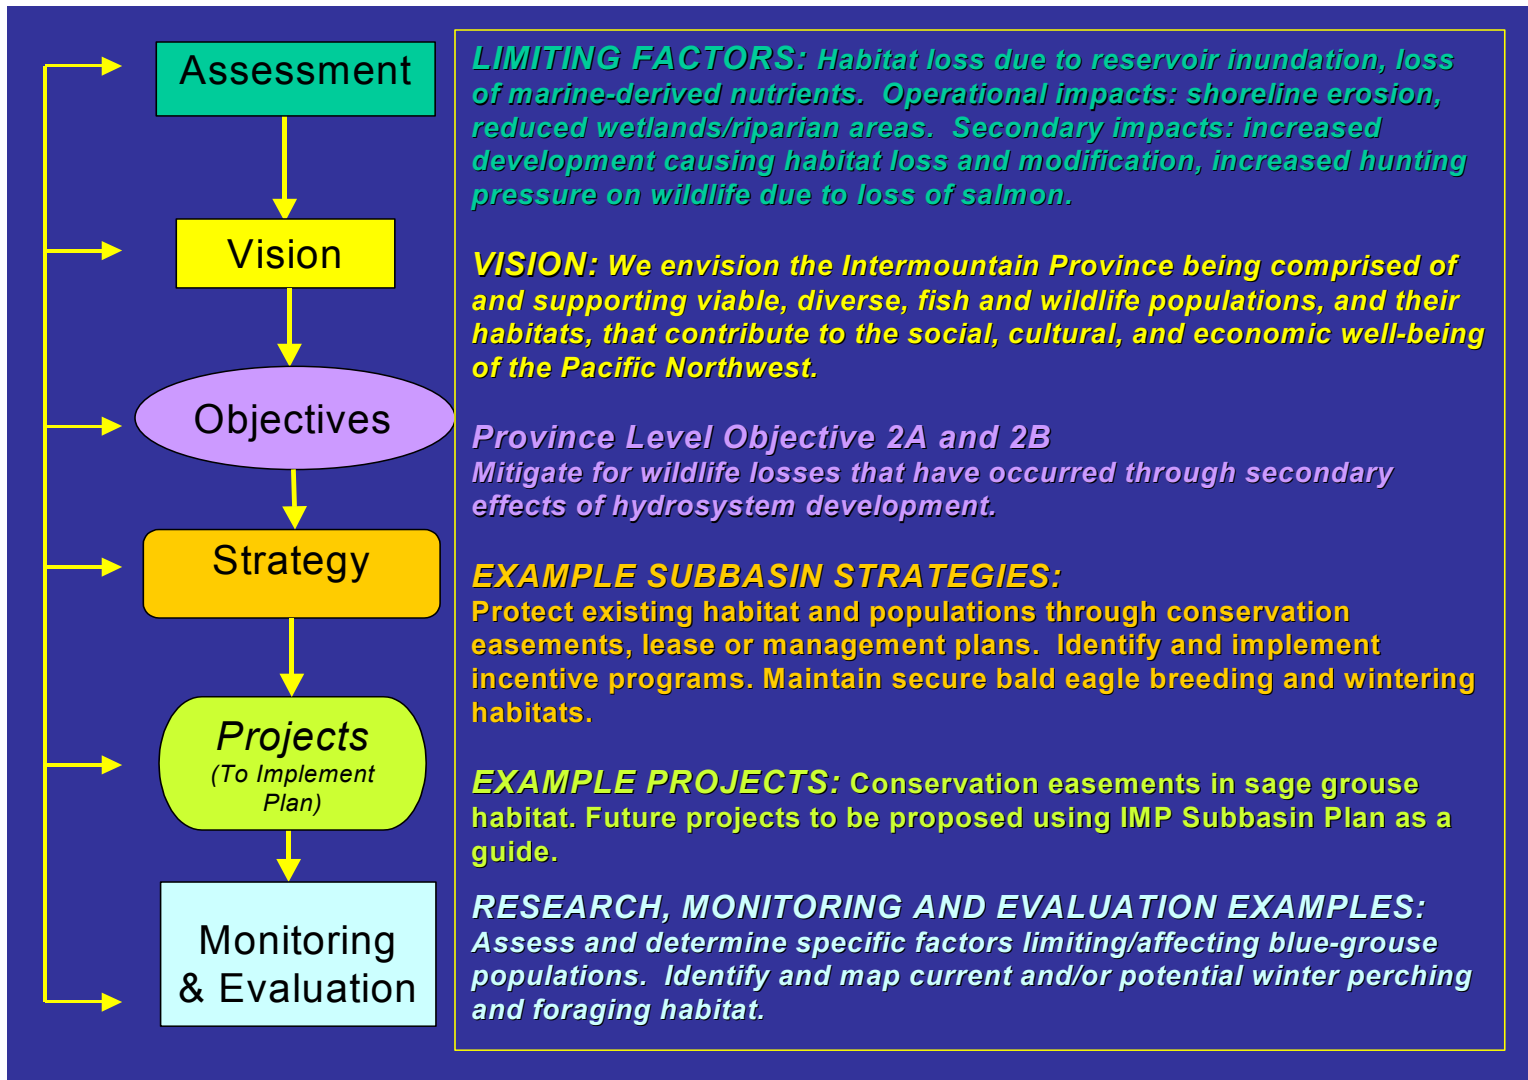 Assessment
Vision
Objectives
Strategy
Projects
(To Implement
Plan)
Monitoring
& Evaluation
LIMITING FACTORS: Habitat loss due to reservoir inundation, loss
of marine-derived nutrients.  Operational impacts: shoreline erosion,
reduced wetlands/riparian areas.  Secondary impacts: increased
development causing habitat loss and modification, increased hunting
pressure on wildlife due to loss of salmon.
VISION: We envision the Intermountain Province being comprised of
and supporting viable, diverse, fish and wildlife populations, and their
habitats, that contribute to the social, cultural, and economic well-being
of the Pacific Northwest.
Province Level Objective 2A and 2B
Mitigate for wildlife losses that have occurred through secondary
effects of hydrosystem development.
EXAMPLE SUBBASIN STRATEGIES:
Protect existing habitat and populations through conservation
easements, lease or management plans.  Identify and implement
incentive programs. Maintain secure bald eagle breeding and wintering
habitats.
EXAMPLE PROJECTS: Conservation easements in sage grouse
habitat. Future projects to be proposed using IMP Subbasin Plan as a
guide.
RESEARCH, MONITORING AND EVALUATION EXAMPLES:
Assess and determine specific factors limiting/affecting blue-grouse
populations.  Identify and map current and/or potential winter perching
and foraging habitat.